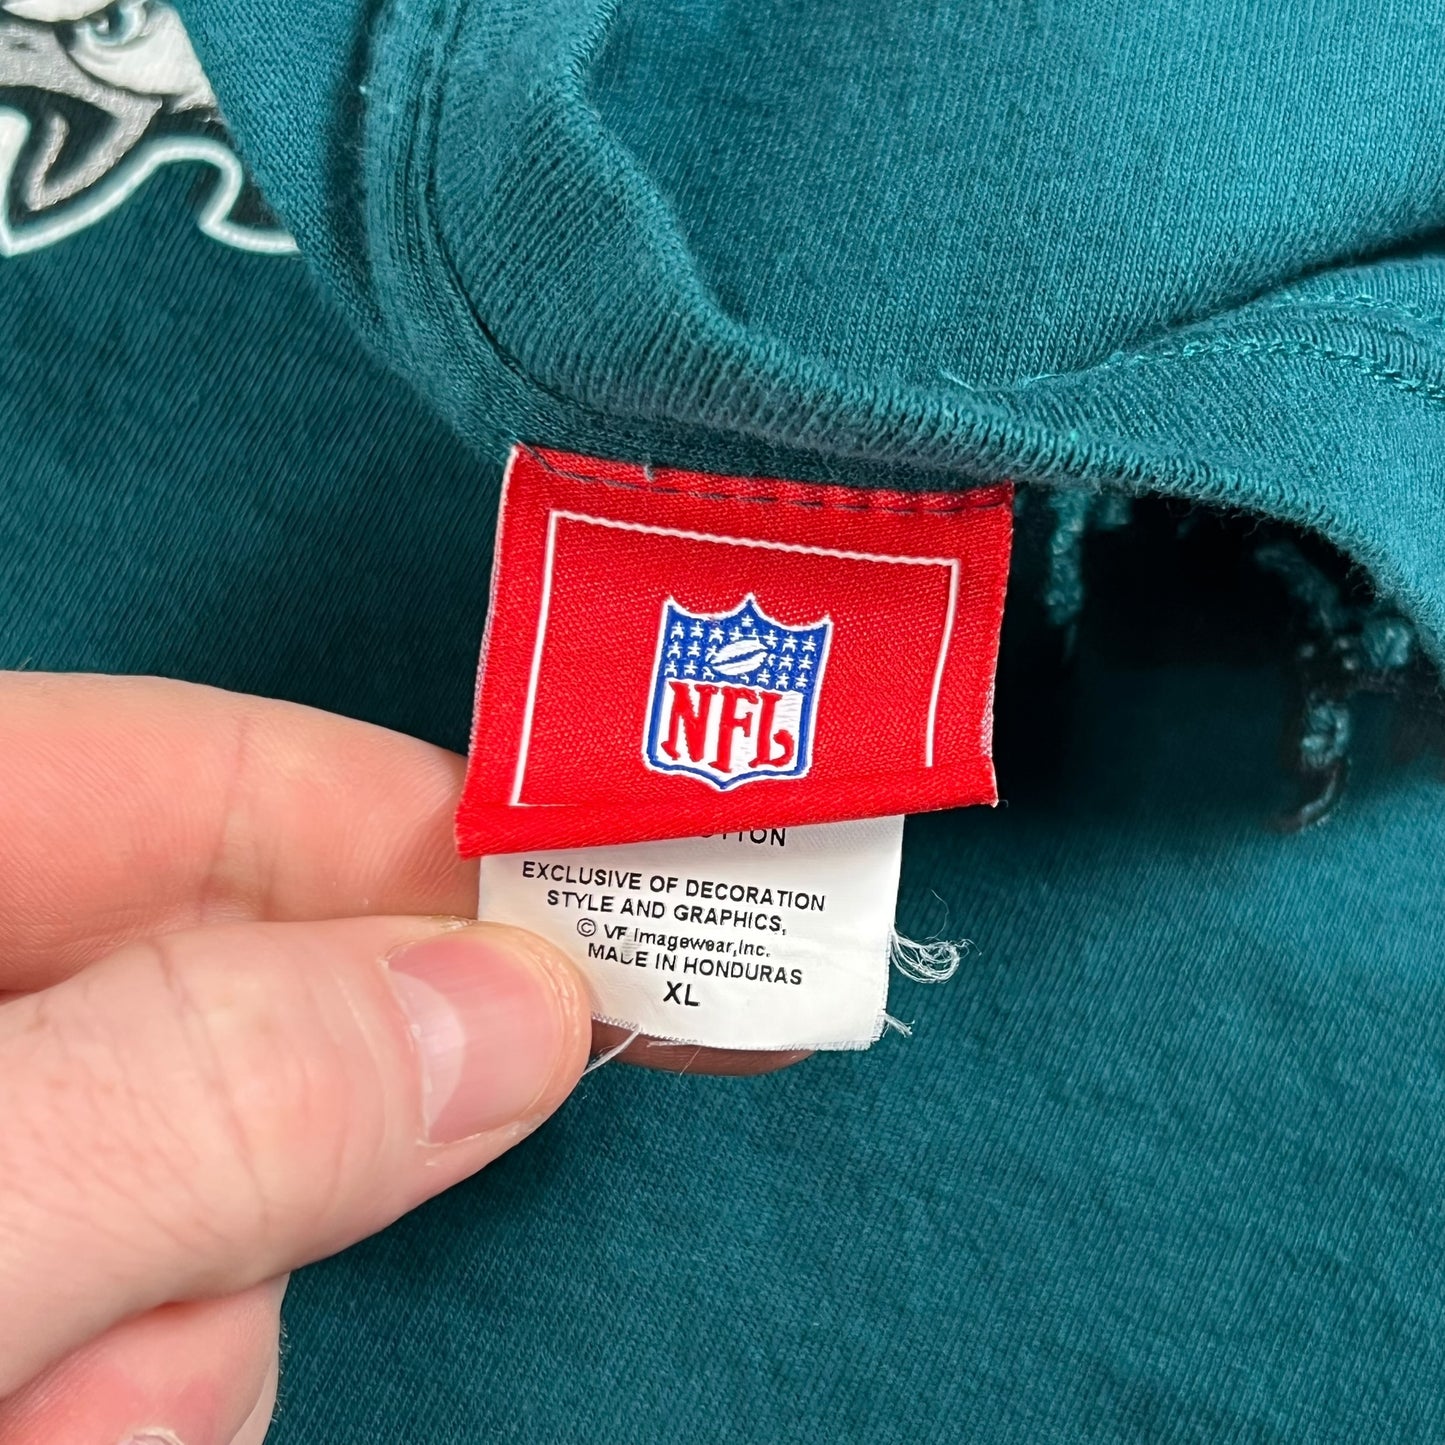 NFL
EXCLUSIVE OF DECORATION
STYLE AND GRAPHICS,
© VF Imagewear,Inc.
MADE IN HONDURAS
XL